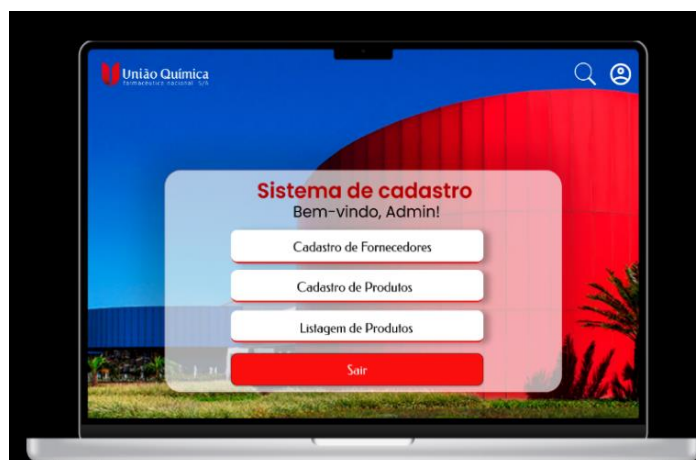 União Química
farmacêutica nacional S/A
Sistema de cadastro
Bem-vindo, Admin!
Cadastro de Fornecedores
Cadastro de Produtos
Listagem de Produtos
Sair